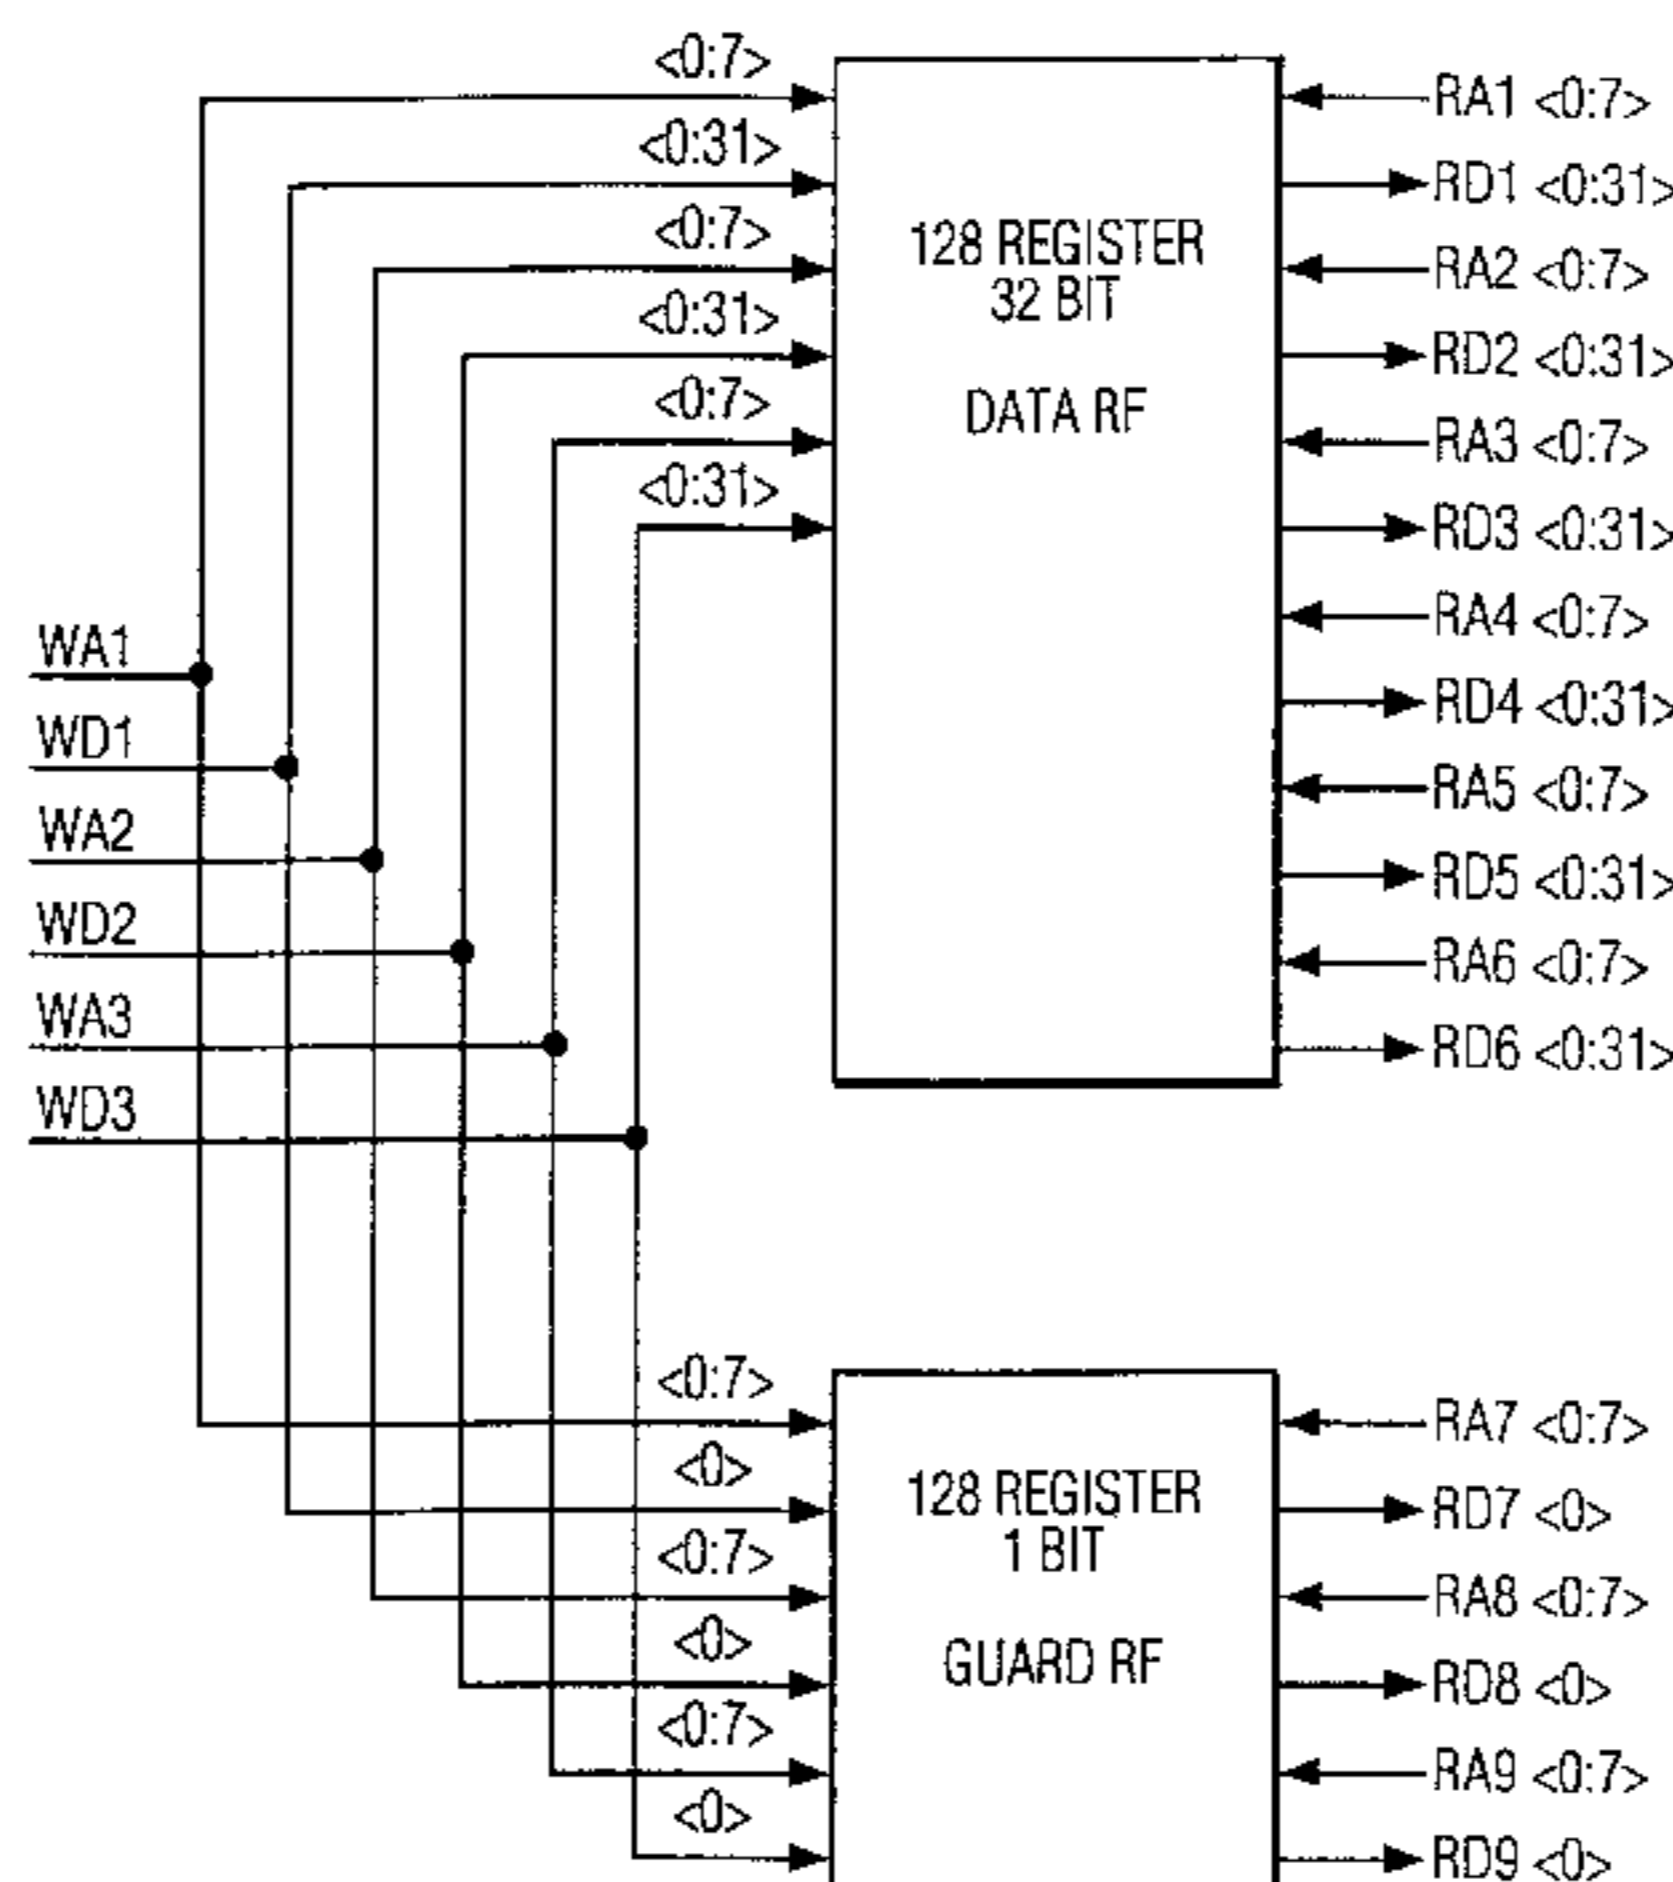 <0:7>
<0:31>
<0:7>
<0:31>
<0:7>
<0:31>
WA1
WD1
WA2
WD2
WA3
WD3
128 REGISTER
32 BIT
DATA RF
RA1 <0:7>
RD1 <0:31>
RA2 <0:7>
RD2 <0:31>
RA3 <0:7>
RD3 <0:31>
RA4 <0:7>
RD4 <0:31>
RA5 <0:7>
RD5 <0:31>
RA6 <0:7>
RD6 <0:31>
<0:7>
<0>
<0:7>
<0>
<0:7>
<0>
128 REGISTER
1 BIT
GUARD RF
RA7 <0:7>
RD7 <0>
RA8 <0:7>
RD8 <0>
RA9 <0:7>
RD9 <0>